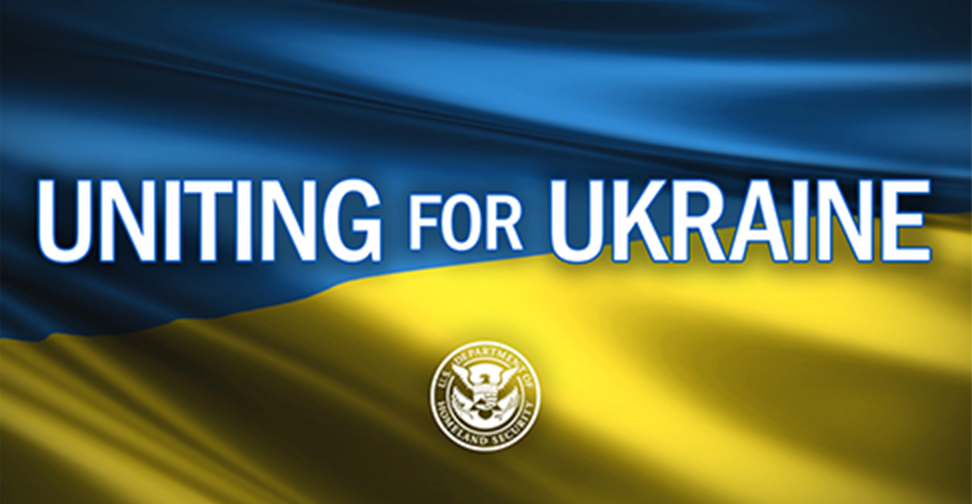 UNITING FOR UKRAINE
U.S. DEPARTMENT OF
HOMELAND SECURITY